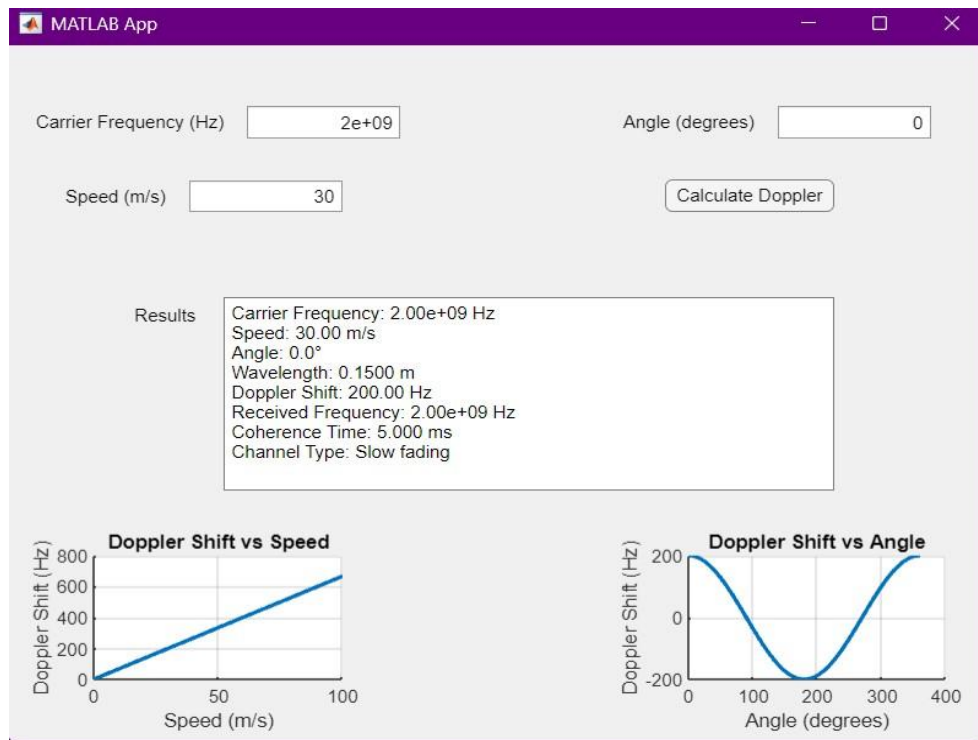 MATLAB App
Carrier Frequency (Hz) 2e+09 Angle (degrees) 0
Speed (m/s) 30 Calculate Doppler
Results
Carrier Frequency: 2.00e+09 Hz
Speed: 30.00 m/s
Angle: 0.0°
Wavelength: 0.1500 m
Doppler Shift: 200.00 Hz
Received Frequency: 2.00e+09 Hz
Coherence Time: 5.000 ms
Channel Type: Slow fading
Doppler Shift vs Speed
Doppler Shift (Hz)
800
600
400
200
0
0 50 100
Speed (m/s)
Doppler Shift vs Angle
Doppler Shift (Hz)
200
0
-200
0 100 200 300 400
Angle (degrees)